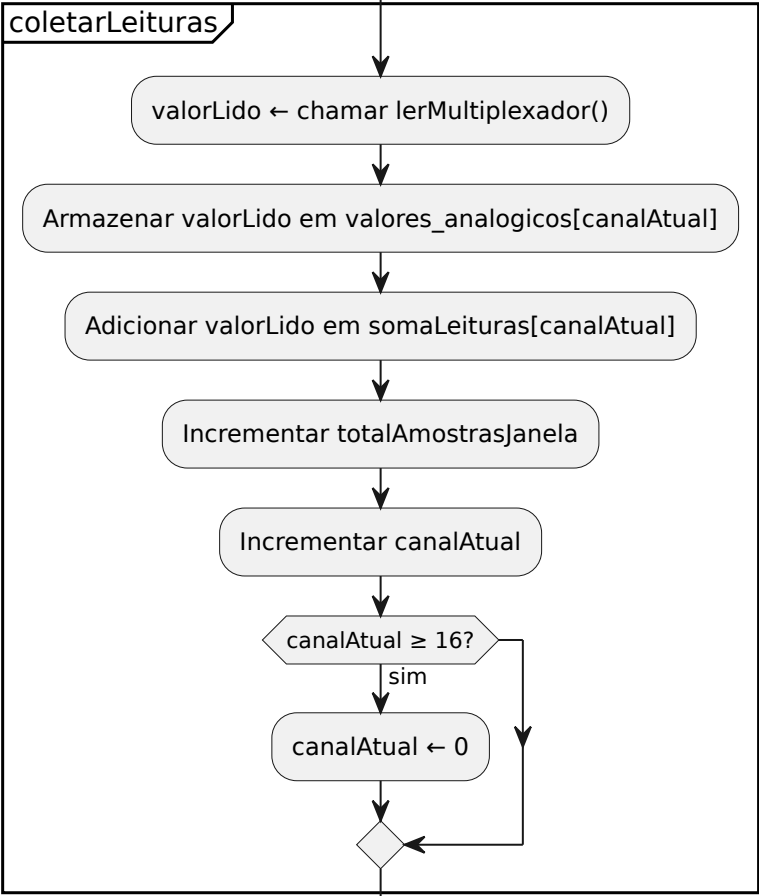 coletarLeituras
valorLido ← chamar lerMultiplexador()
Armazenar valorLido em valores_analogicos[canalAtual]
Adicionar valorLido em somaLeituras[canalAtual]
Incrementar totalAmostrasJanela
Incrementar canalAtual
canalAtual ≥ 16?
sim
canalAtual ← 0